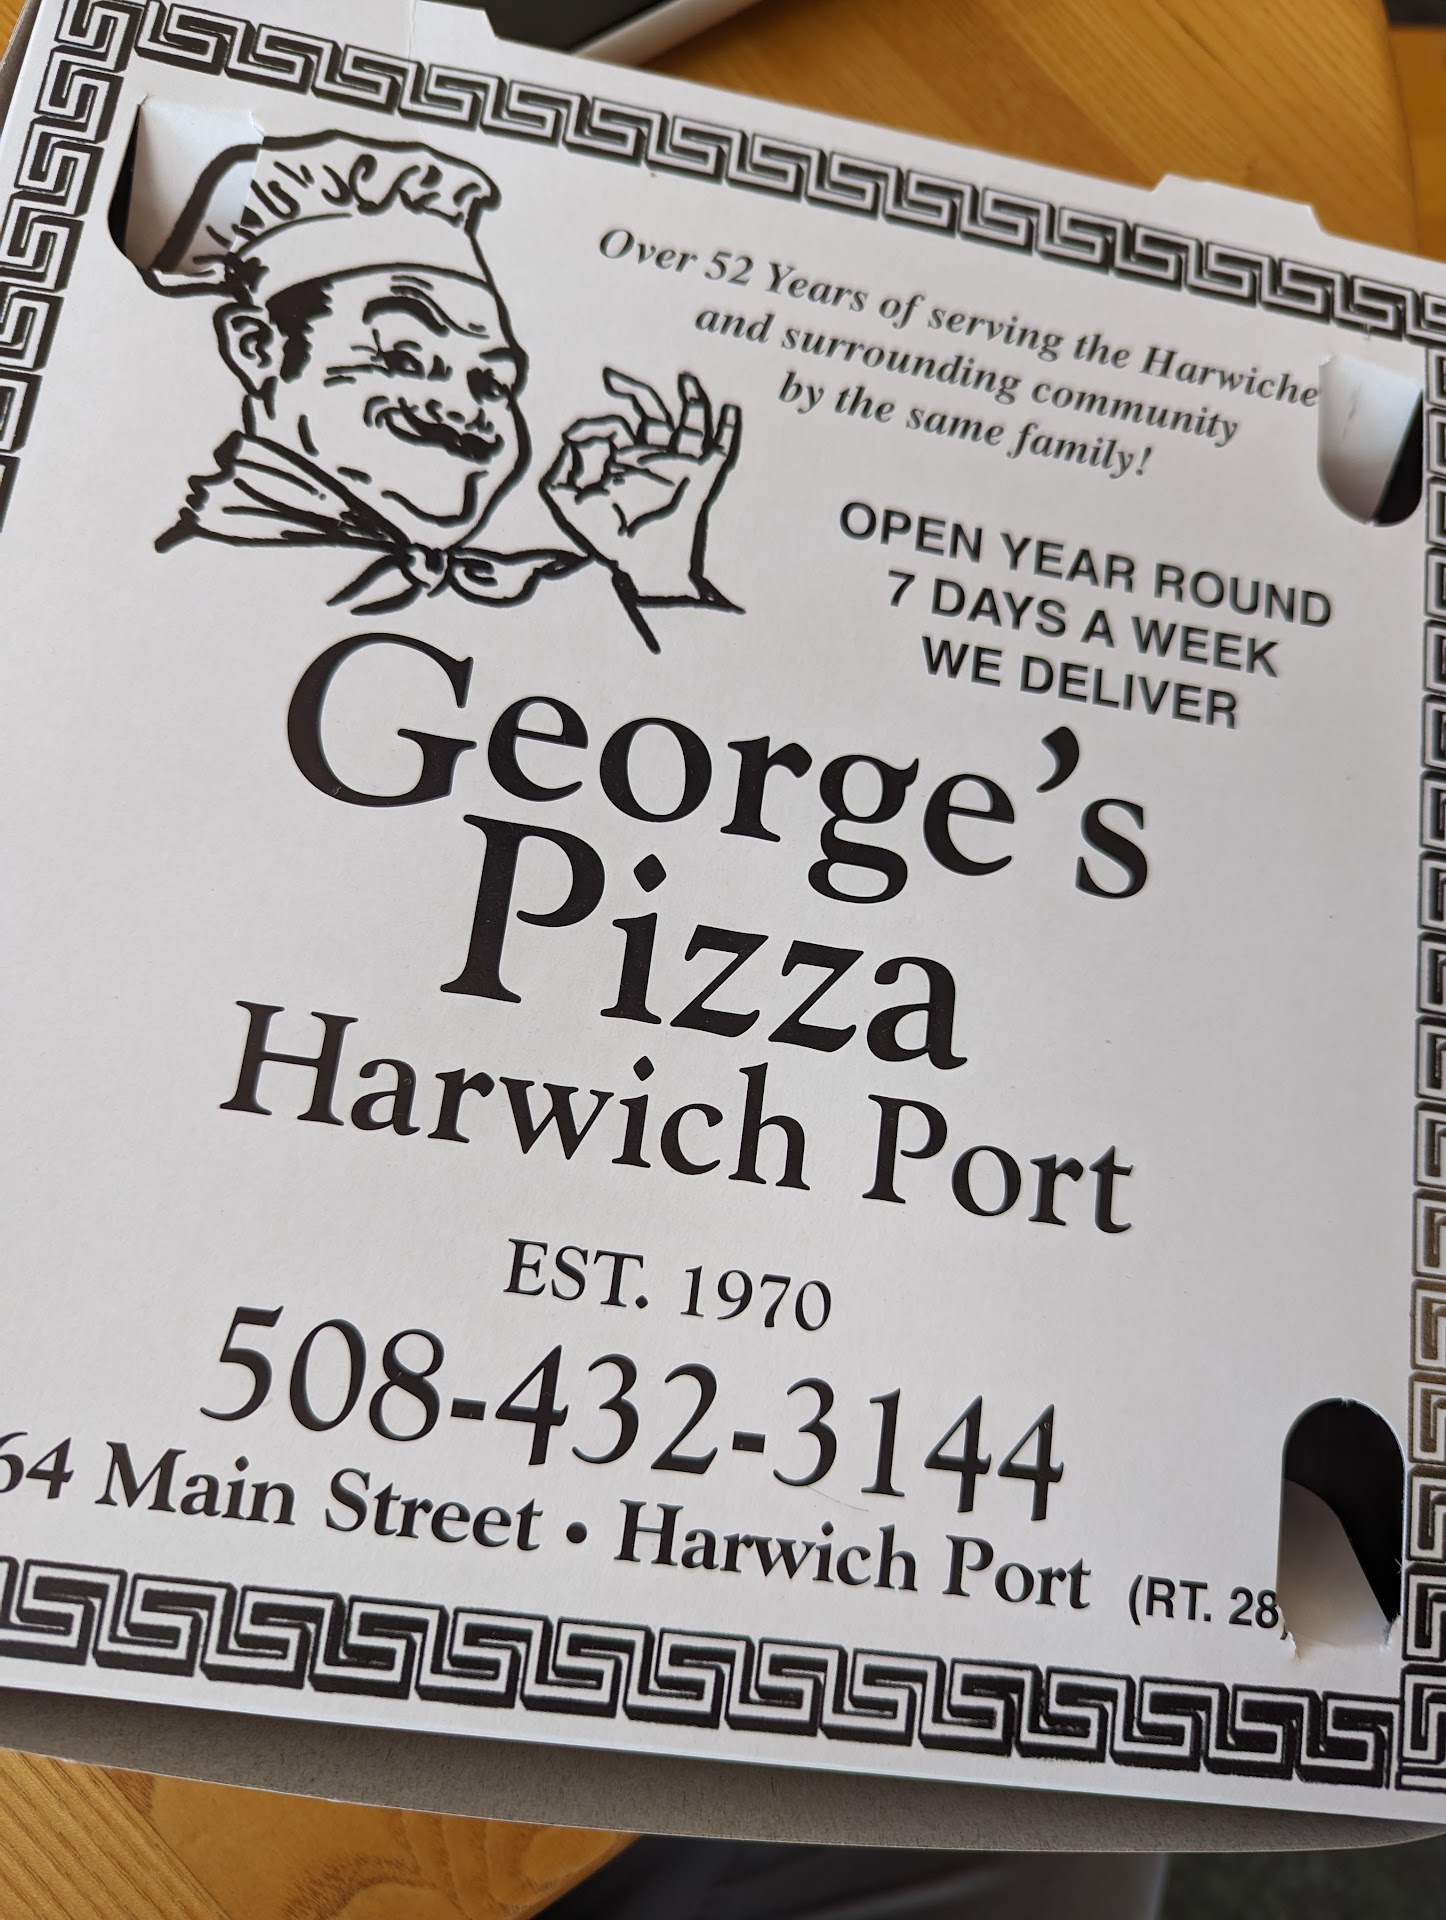 Over 52 Years of serving the Harwiche
and surrounding community
by the same family!
OPEN YEAR ROUND
7 DAYS A WEEK
WE DELIVER
George's
Pizza
Harwich Port
EST. 1970
508-432-3144
64 Main Street • Harwich Port (RT. 28)